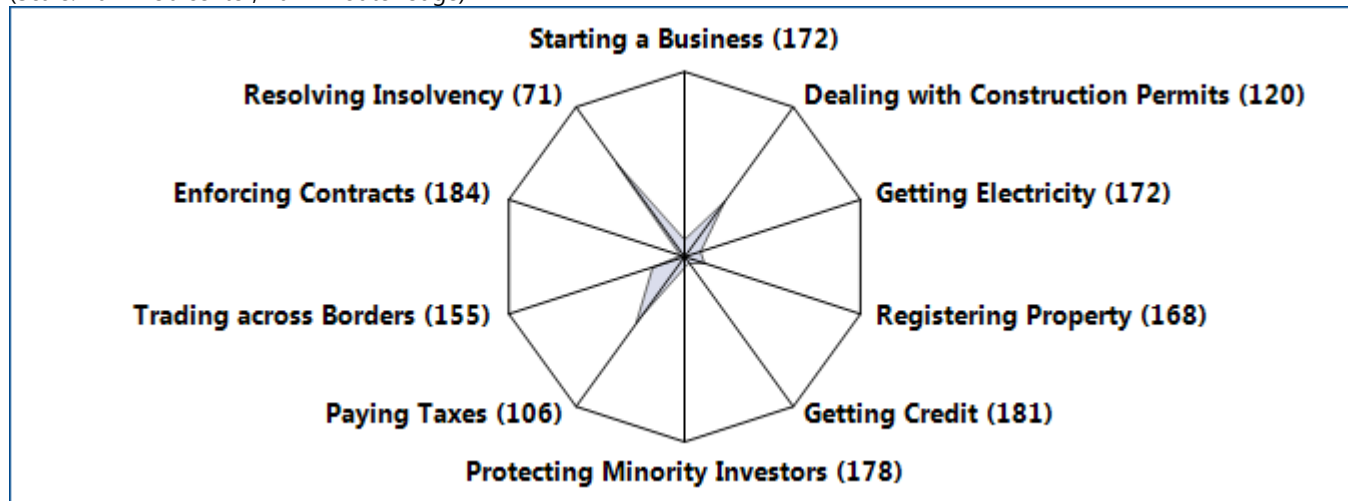 Starting a Business (172)
Resolving Insolvency (71)
Dealing with Construction Permits (120)
Enforcing Contracts (184)
Getting Electricity (172)
Trading across Borders (155)
Registering Property (168)
Paying Taxes (106)
Getting Credit (181)
Protecting Minority Investors (178)